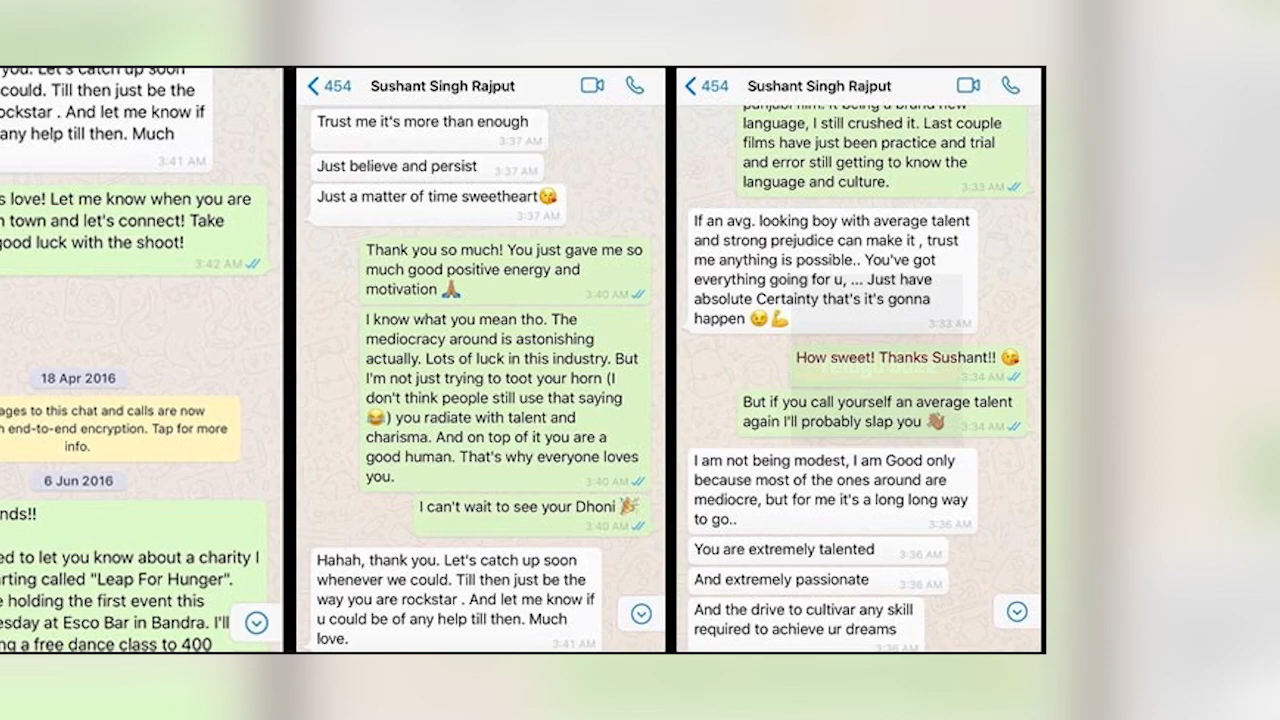 you. Let's catch up soon
could. Till then just be the
ockstar . And let me know if
any help till then. Much
3:41 AM
s love! Let me know when you are
n town and let's connect! Take
good luck with the shoot!
3:42 AM
18 Apr 2016
ages to this chat and calls are now
h end-to-end encryption. Tap for more
info.
6 Jun 2016
nds!!
ed to let you know about a charity I
rting called "Leap For Hunger".
e holding the first event this
esday at Esco Bar in Bandra. I'll
ng a free dance class to 400
454 Sushant Singh Rajput
Trust me it's more than enough
3:37 AM
Just believe and persist 3:37 AM
Just a matter of time sweetheart😘
3:37 AM
Thank you so much! You just gave me so
much good positive energy and
motivation 🙏🏽 3:40 AM
I know what you mean tho. The
mediocracy around is astonishing
actually. Lots of luck in this industry. But
I'm not just trying to toot your horn (I
don't think people still use that saying
😂) you radiate with talent and
charisma. And on top of it you are a
good human. That's why everyone loves
you. 3:40 AM
I can't wait to see your Dhoni 🎉
3:40 AM
Hahah, thank you. Let's catch up soon
whenever we could. Till then just be the
way you are rockstar . And let me know if
u could be of any help till then. Much
love. 3:41 AM
454 Sushant Singh Rajput
punjabi film. It being a brand new
language, I still crushed it. Last couple
films have just been practice and trial
and error still getting to know the
language and culture. 3:33 AM
If an avg. looking boy with average talent
and strong prejudice can make it , trust
me anything is possible.. You've got
everything going for u, ... Just have
absolute Certainty that's it's gonna
happen 😉💪 3:33 AM
How sweet! Thanks Sushant!! 😘
3:34 AM
But if you call yourself an average talent
again I'll probably slap you 👋🏽 3:34 AM
I am not being modest, I am Good only
because most of the ones around are
mediocre, but for me it's a long long way
to go.. 3:36 AM
You are extremely talented 3:36 AM
And extremely passionate 3:36 AM
And the drive to cultivar any skill
required to achieve ur dreams
3:36 AM